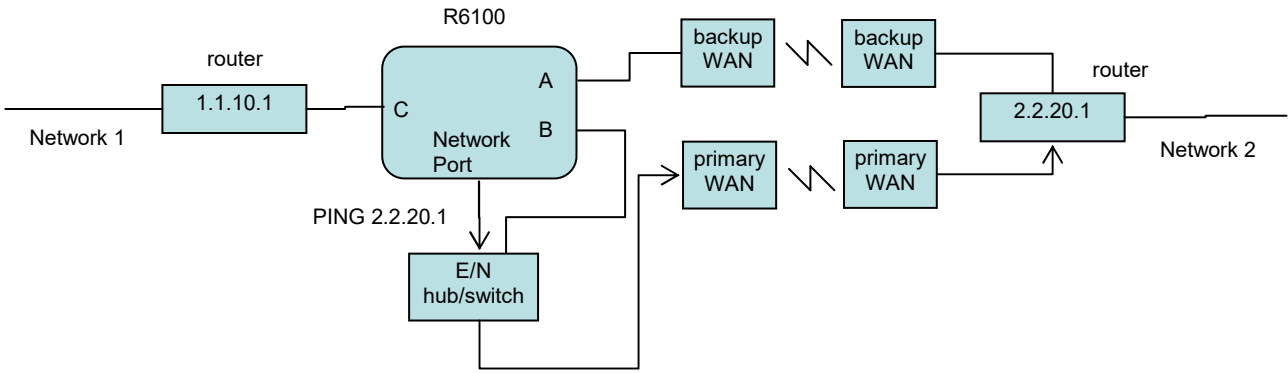 R6100
router
1.1.10.1
Network 1
C
A
B
Network
Port
PING 2.2.20.1
E/N
hub/switch
backup
WAN
backup
WAN
primary
WAN
primary
WAN
router
2.2.20.1
Network 2